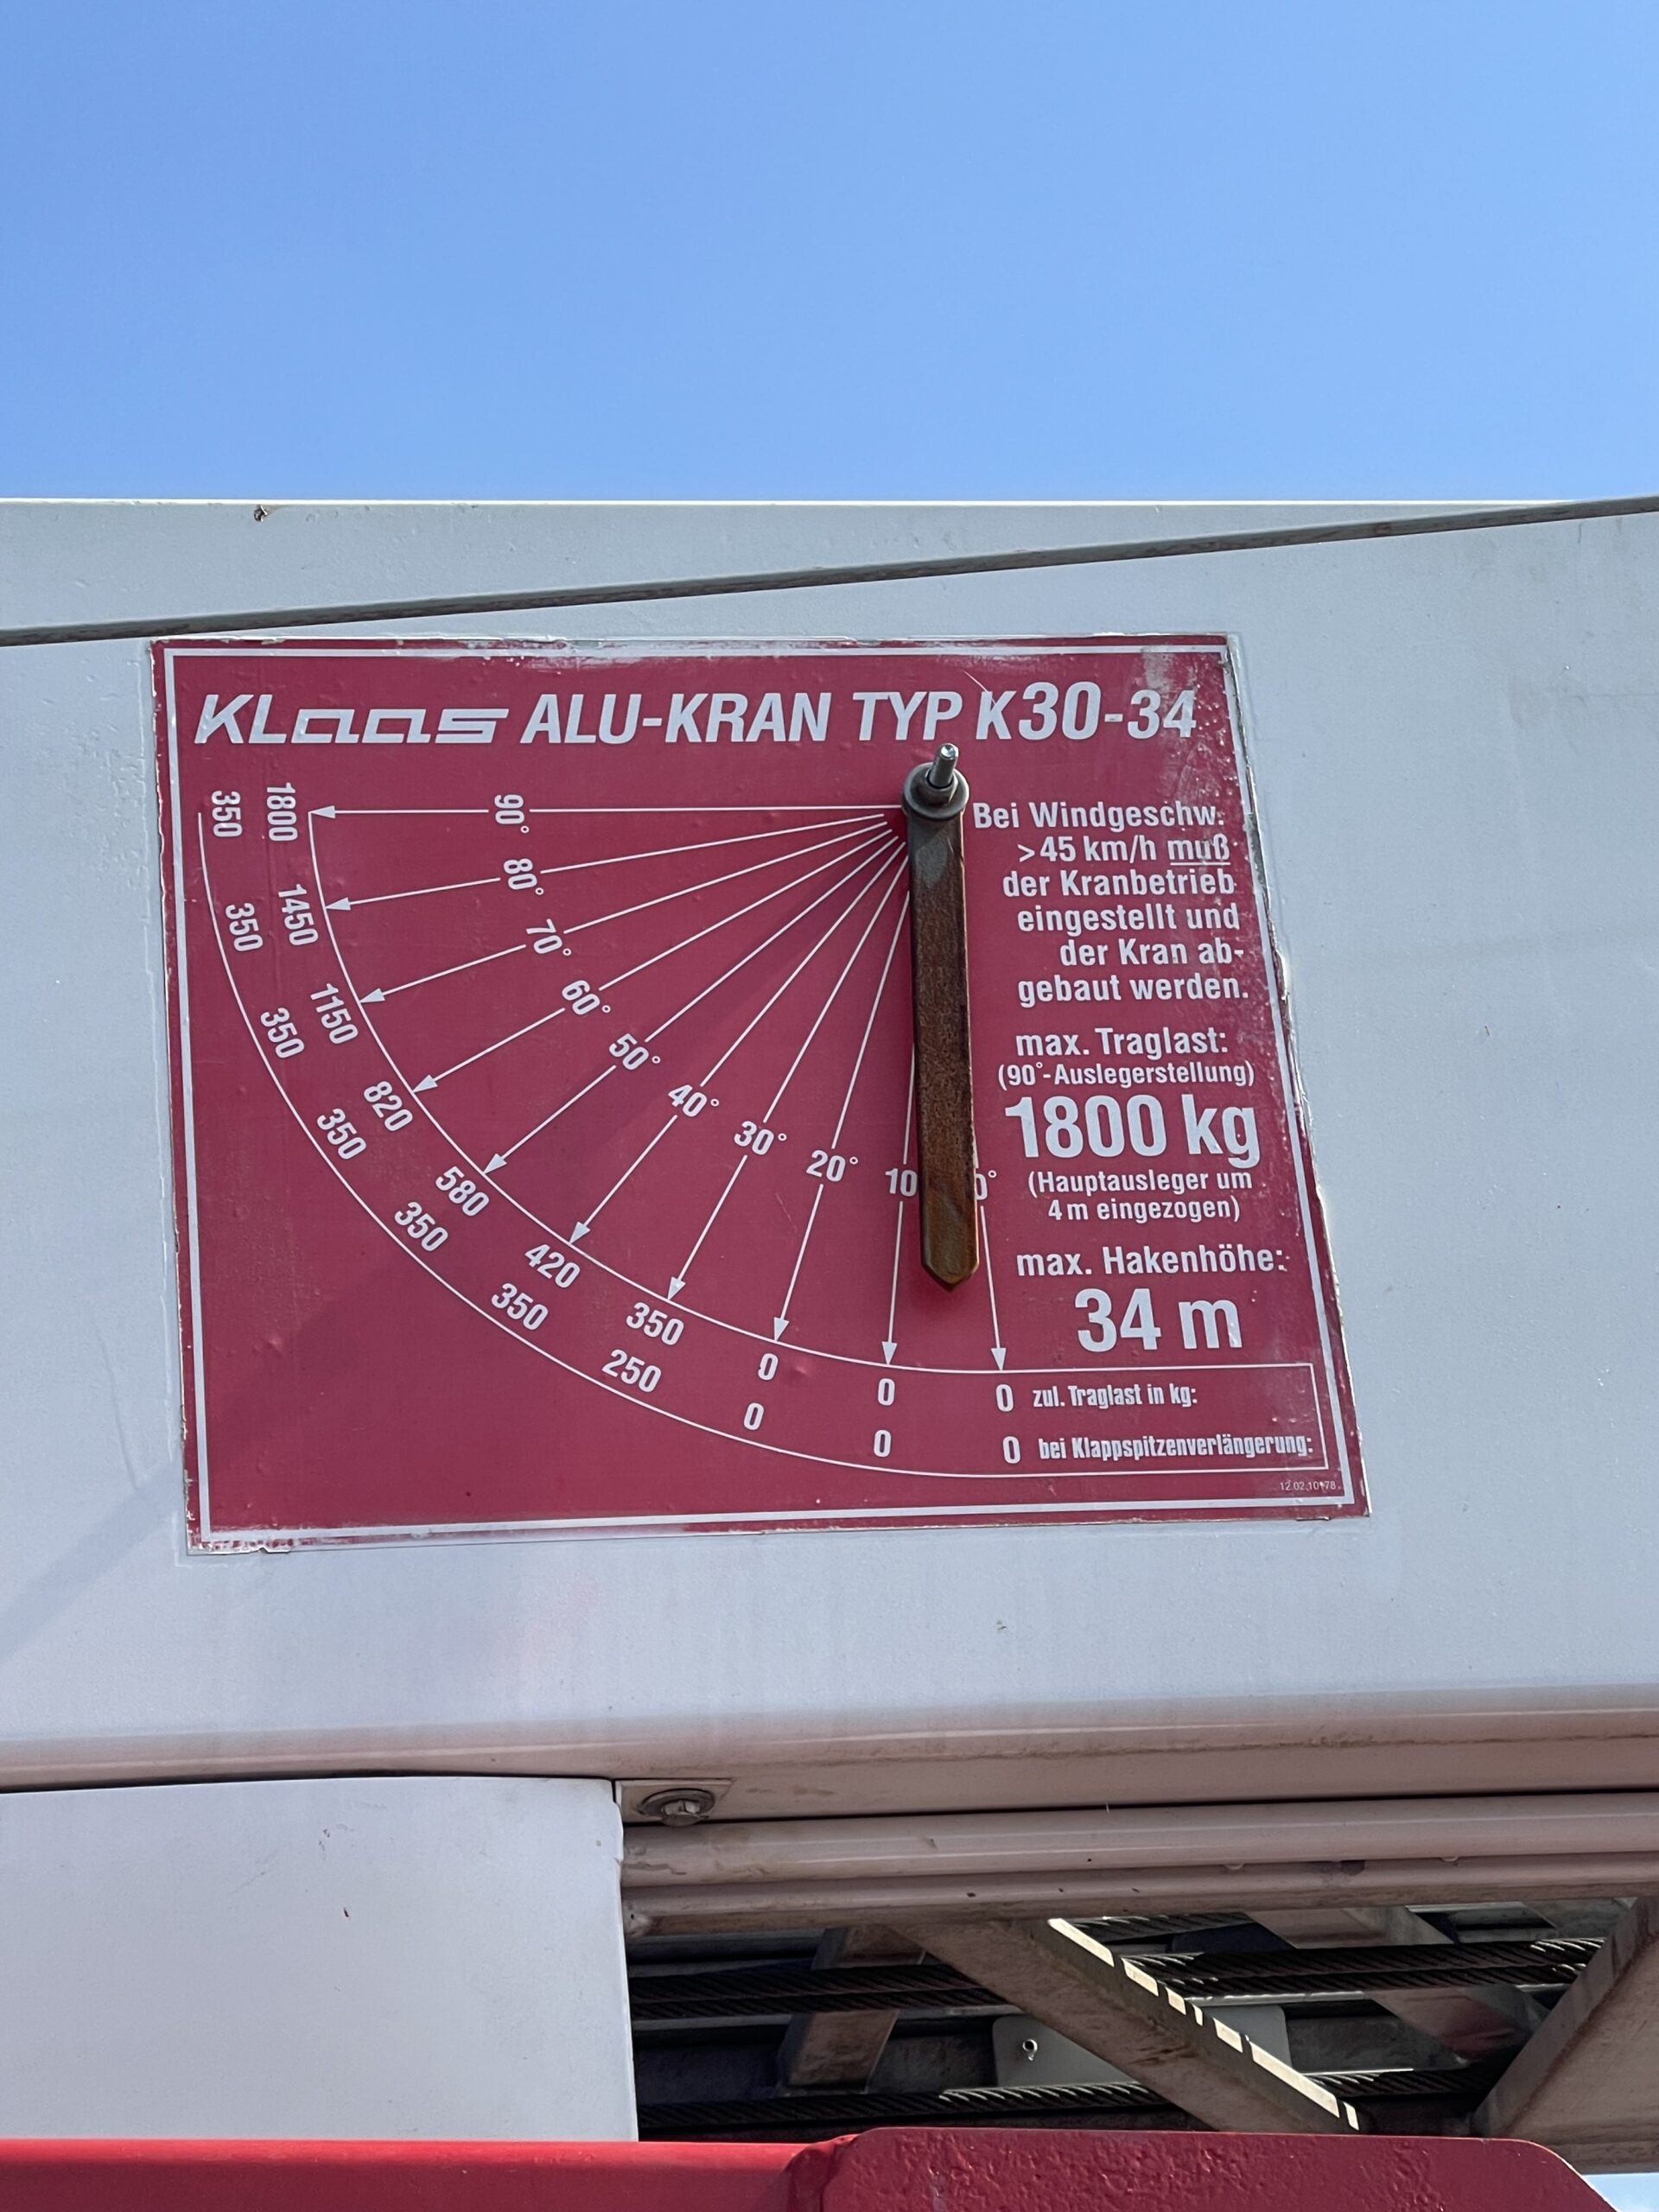 KLaas ALU-KRAN TYP K30-34
Bei Windgeschw.
>45 km/h muß
der Kranbetrieb
eingestellt und
der Kran ab-
gebaut werden.
max. Traglast:
(90°-Auslegerstellung)
1800 kg
(Hauptausleger um
4 m eingezogen)
max. Hakenhöhe:
34 m
90° 80° 70° 60° 50° 40° 30° 20° 10 0°
1800 1450 1150 820 580 420 350 0 0 0 zul. Traglast in kg:
350 350 350 350 350 350 250 0 0 0 bei Klappspitzenverlängerung: